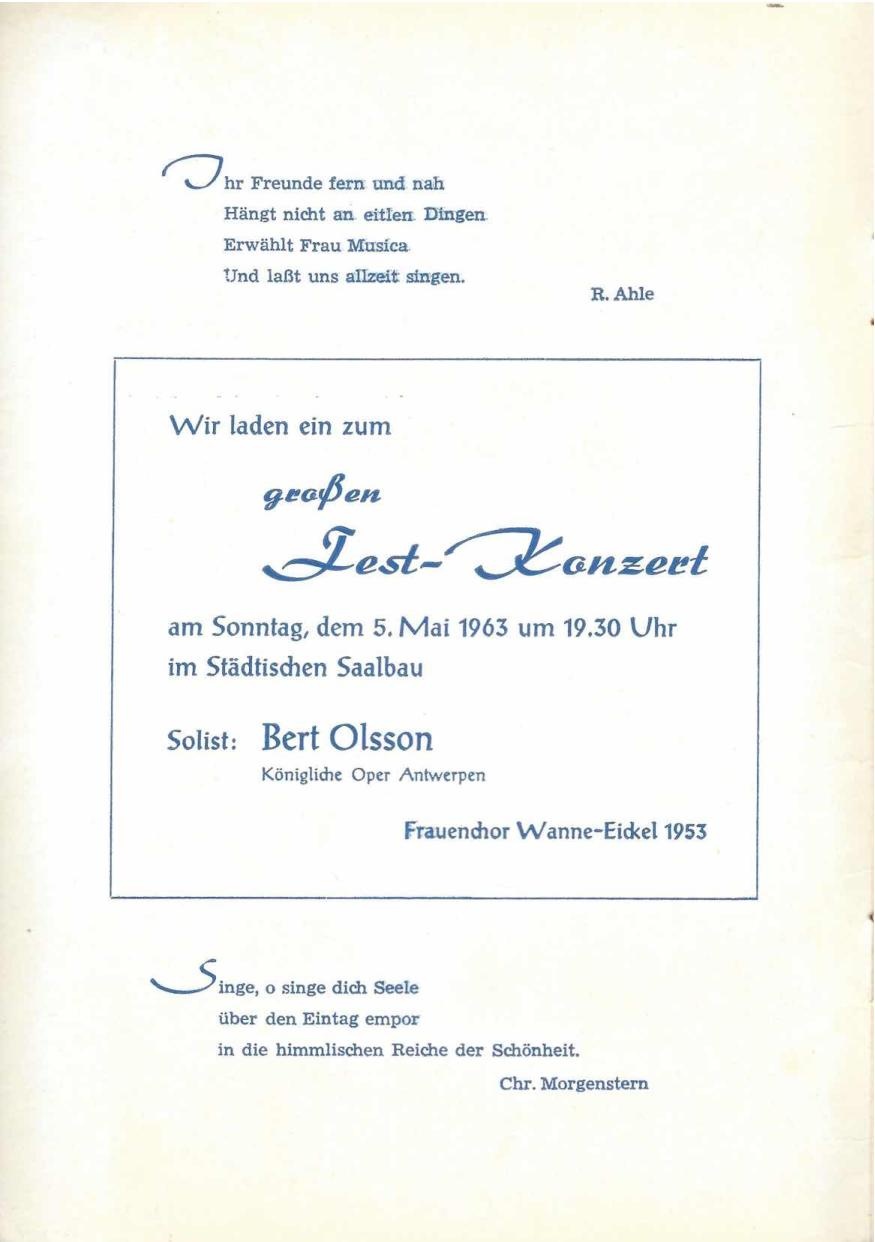 Ihr Freunde fern und nah
Hängt nicht an eitlen Dingen
Erwählt Frau Musica
Und laßt uns allzeit singen.
R. Ahle
Wir laden ein zum
großen
Fest-Konzert
am Sonntag, dem 5. Mai 1963 um 19.30 Uhr
im Städtischen Saalbau
Solist: Bert Olsson
Königliche Oper Antwerpen
Frauenchor Wanne-Eickel 1953
Singe, o singe dich Seele
über den Eintag empor
in die himmlischen Reiche der Schönheit.
Chr. Morgenstern